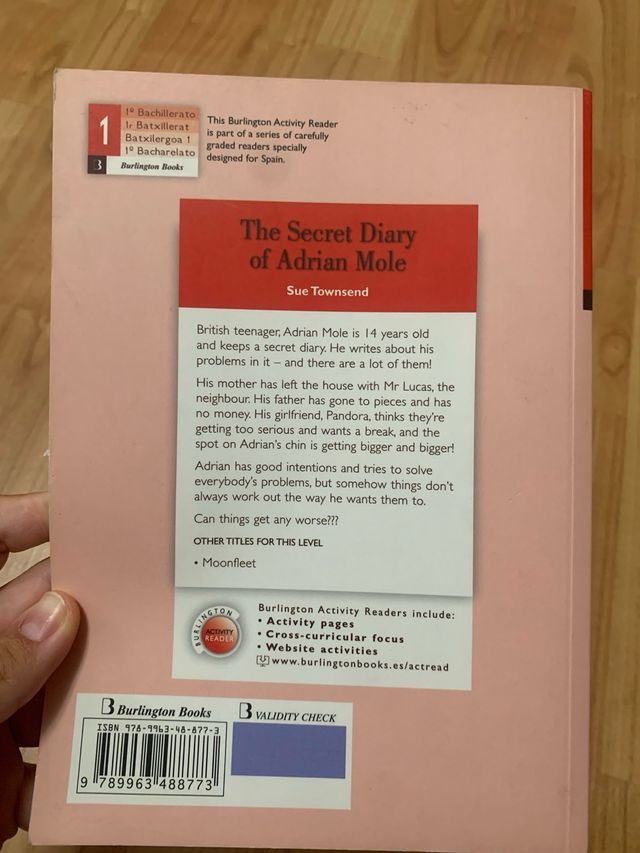 1
1º Bachillerato
1r Batxillerat
Batxilergoa 1
1º Bacharelato
B Burlington Books
This Burlington Activity Reader
is part of a series of carefully
graded readers specially
designed for Spain.
The Secret Diary
of Adrian Mole
Sue Townsend
British teenager, Adrian Mole is 14 years old
and keeps a secret diary. He writes about his
problems in it – and there are a lot of them!
His mother has left the house with Mr Lucas, the
neighbour. His father has gone to pieces and has
no money. His girlfriend, Pandora, thinks they're
getting too serious and wants a break, and the
spot on Adrian's chin is getting bigger and bigger!
Adrian has good intentions and tries to solve
everybody's problems, but somehow things don't
always work out the way he wants them to.
Can things get any worse???
OTHER TITLES FOR THIS LEVEL
• Moonfleet
BURLINGTON
ACTIVITY
READER
Burlington Activity Readers include:
• Activity pages
• Cross-curricular focus
• Website activities
www.burlingtonbooks.es/actread
B Burlington Books
ISBN 978-9963-48-877-3
9 789963 488773
B VALIDITY CHECK